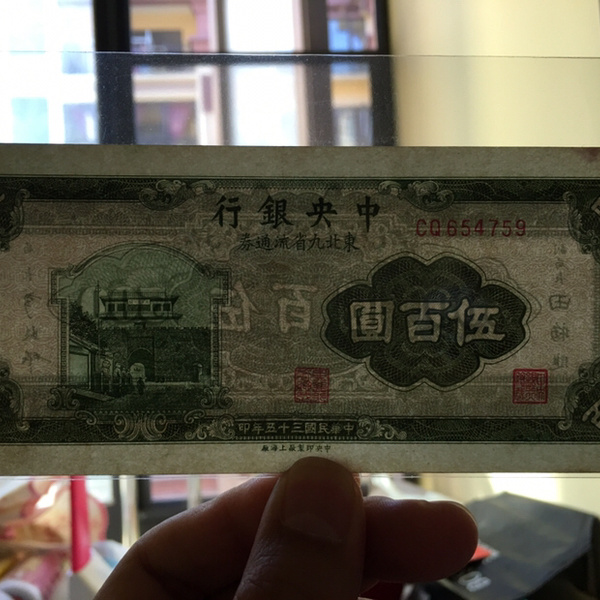 中央銀行
東北九省流通券
CQ654759
伍百圓
中華民國三十五年印
中央印製廠上海廠